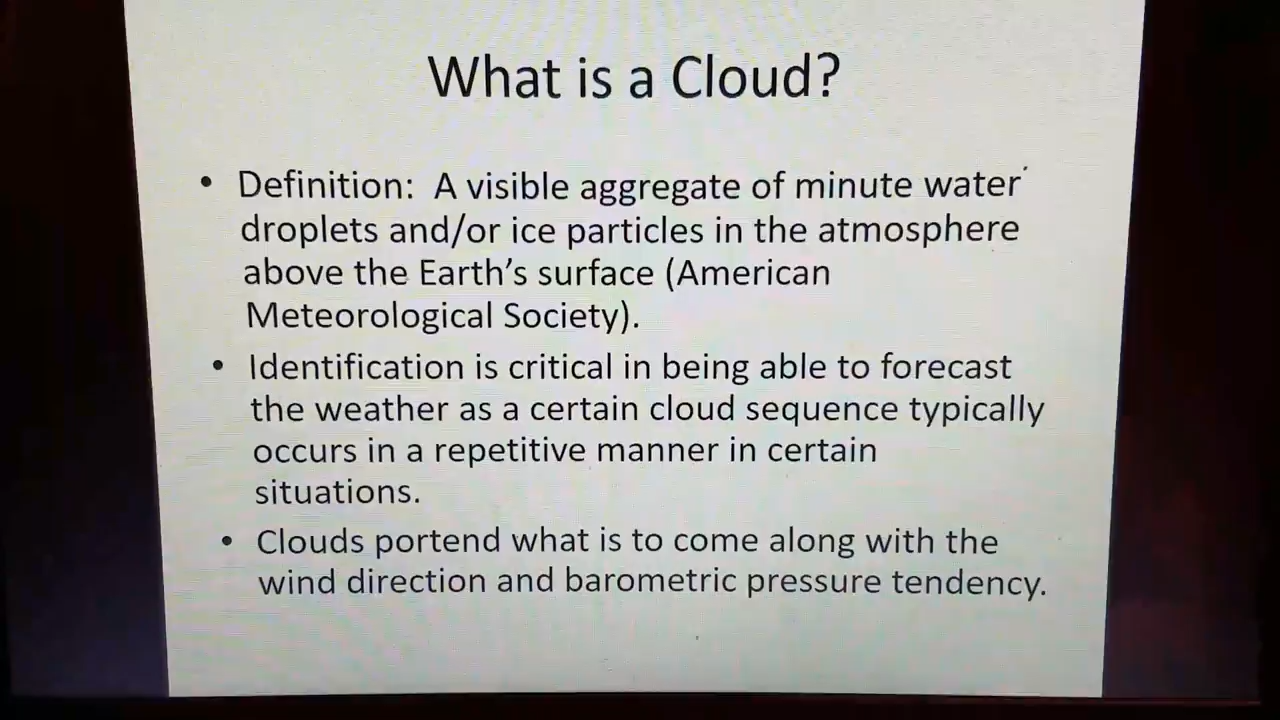 What is a Cloud?
• Definition: A visible aggregate of minute water
droplets and/or ice particles in the atmosphere
above the Earth's surface (American
Meteorological Society).
• Identification is critical in being able to forecast
the weather as a certain cloud sequence typically
occurs in a repetitive manner in certain
situations.
• Clouds portend what is to come along with the
wind direction and barometric pressure tendency.